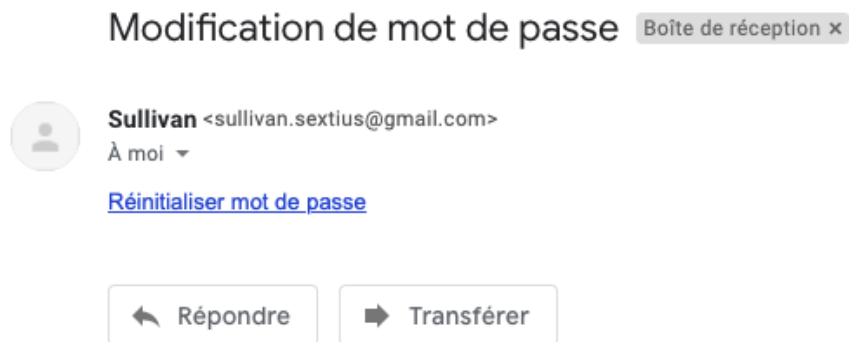 Modification de mot de passe Boîte de réception ×
Sullivan <sullivan.sextius@gmail.com>
À moi
Réinitialiser mot de passe
Répondre Transférer